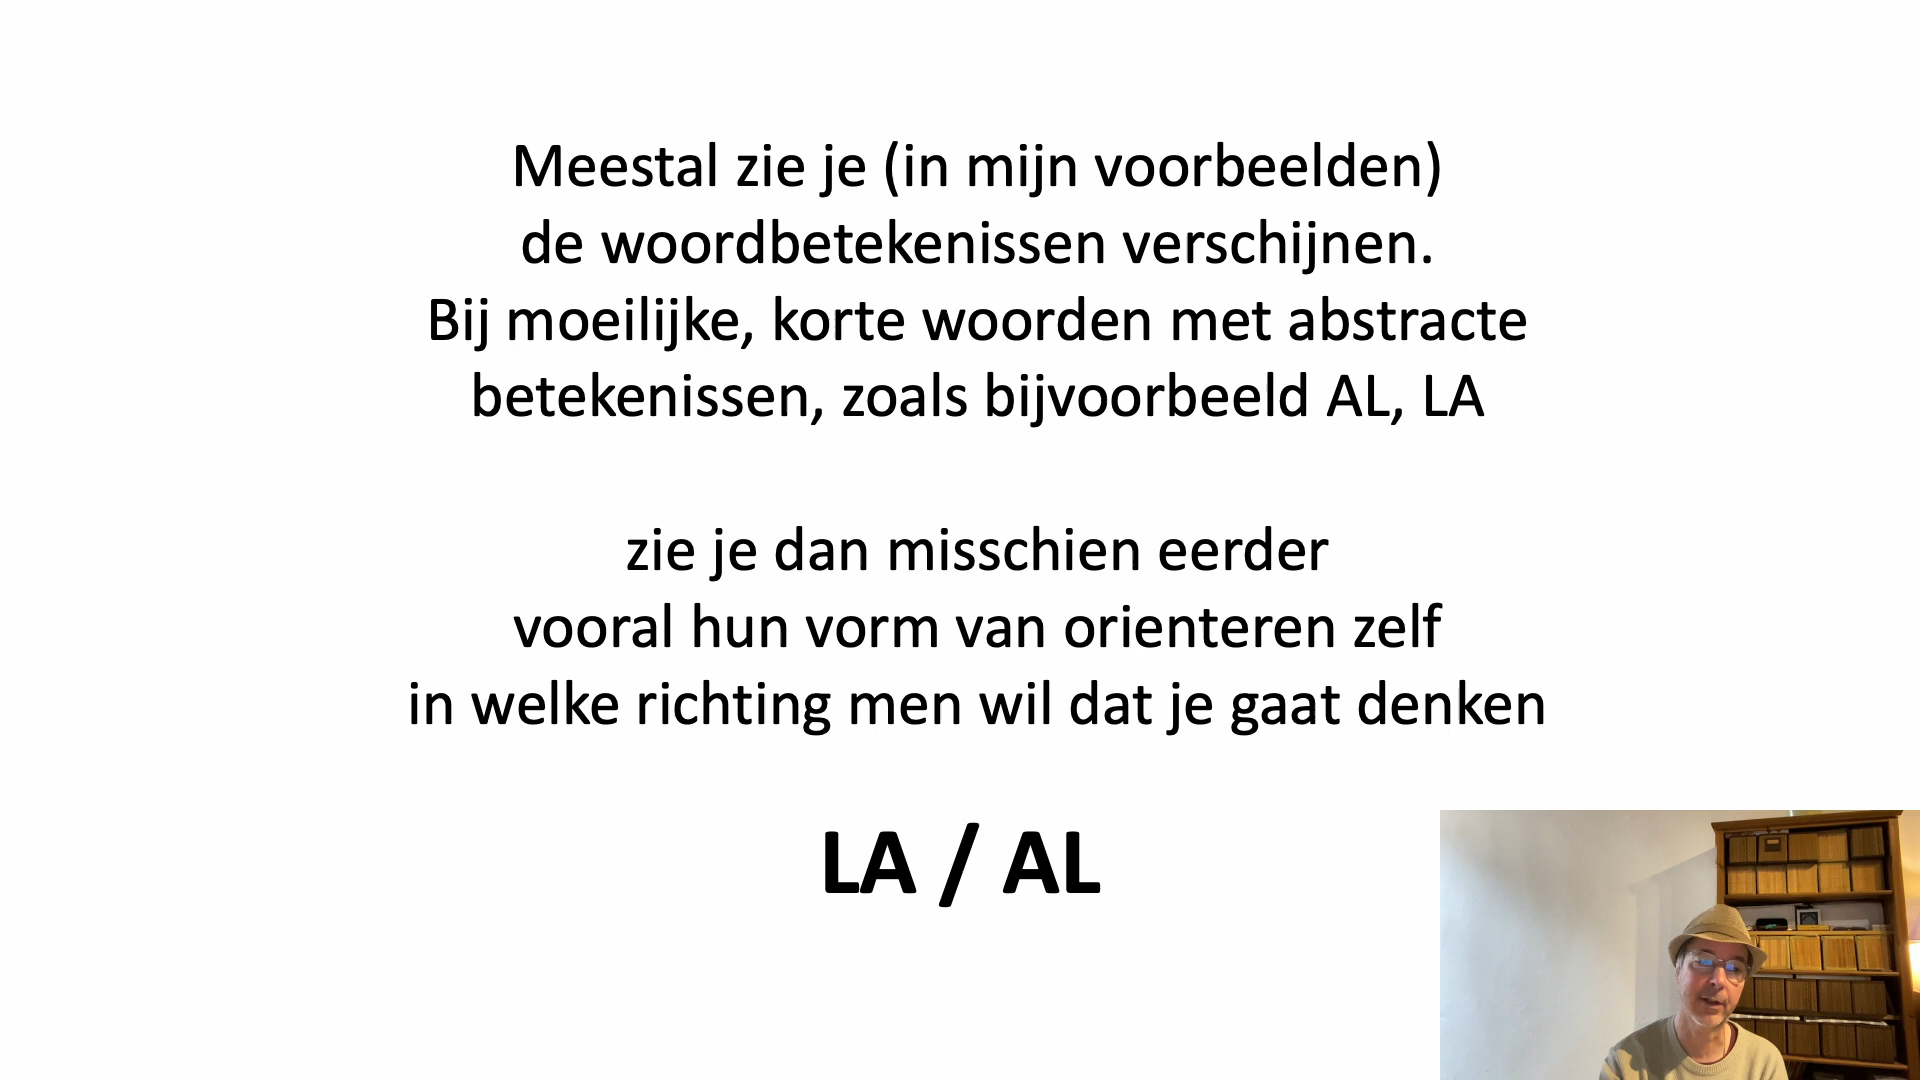 Meestal zie je (in mijn voorbeelden)
de woordbetekenissen verschijnen.
Bij moeilijke, korte woorden met abstracte
betekenissen, zoals bijvoorbeeld AL, LA
zie je dan misschien eerder
vooral hun vorm van orienteren zelf
in welke richting men wil dat je gaat denken
LA / AL